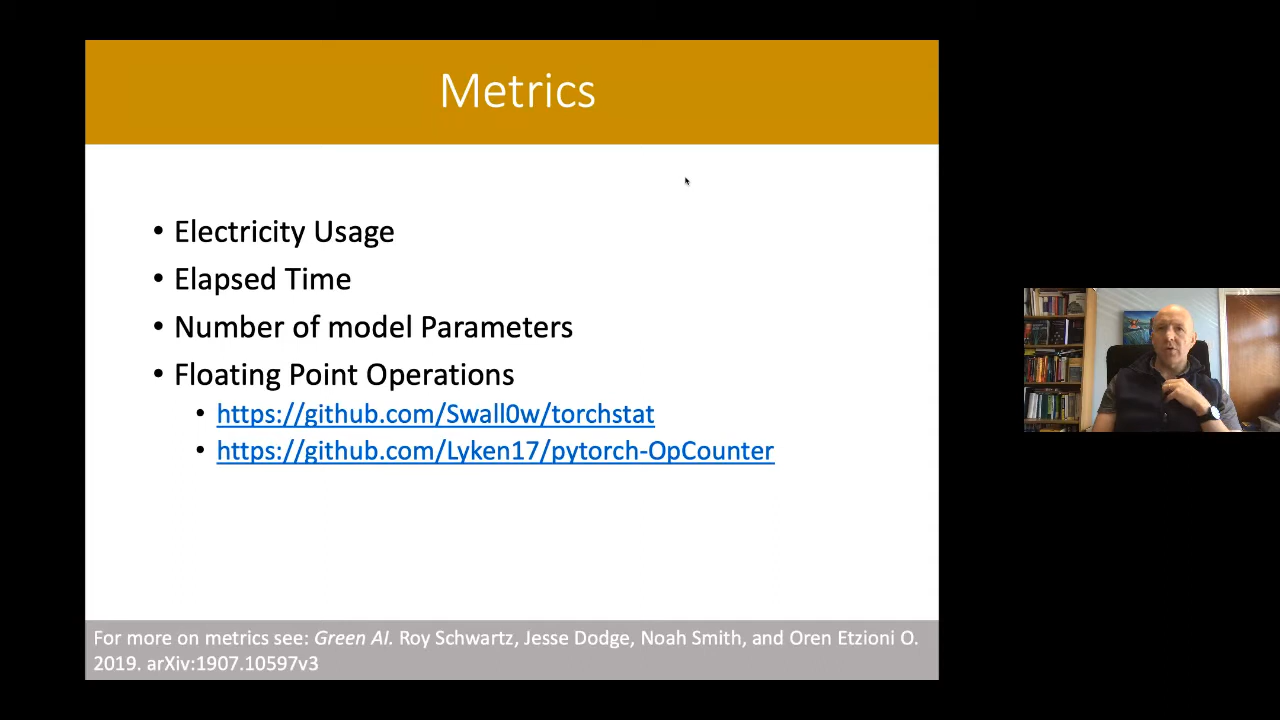 Metrics
• Electricity Usage
• Elapsed Time
• Number of model Parameters
• Floating Point Operations
• https://github.com/Swall0w/torchstat
• https://github.com/Lyken17/pytorch-OpCounter
For more on metrics see: Green AI. Roy Schwartz, Jesse Dodge, Noah Smith, and Oren Etzioni O.
2019. arXiv:1907.10597v3